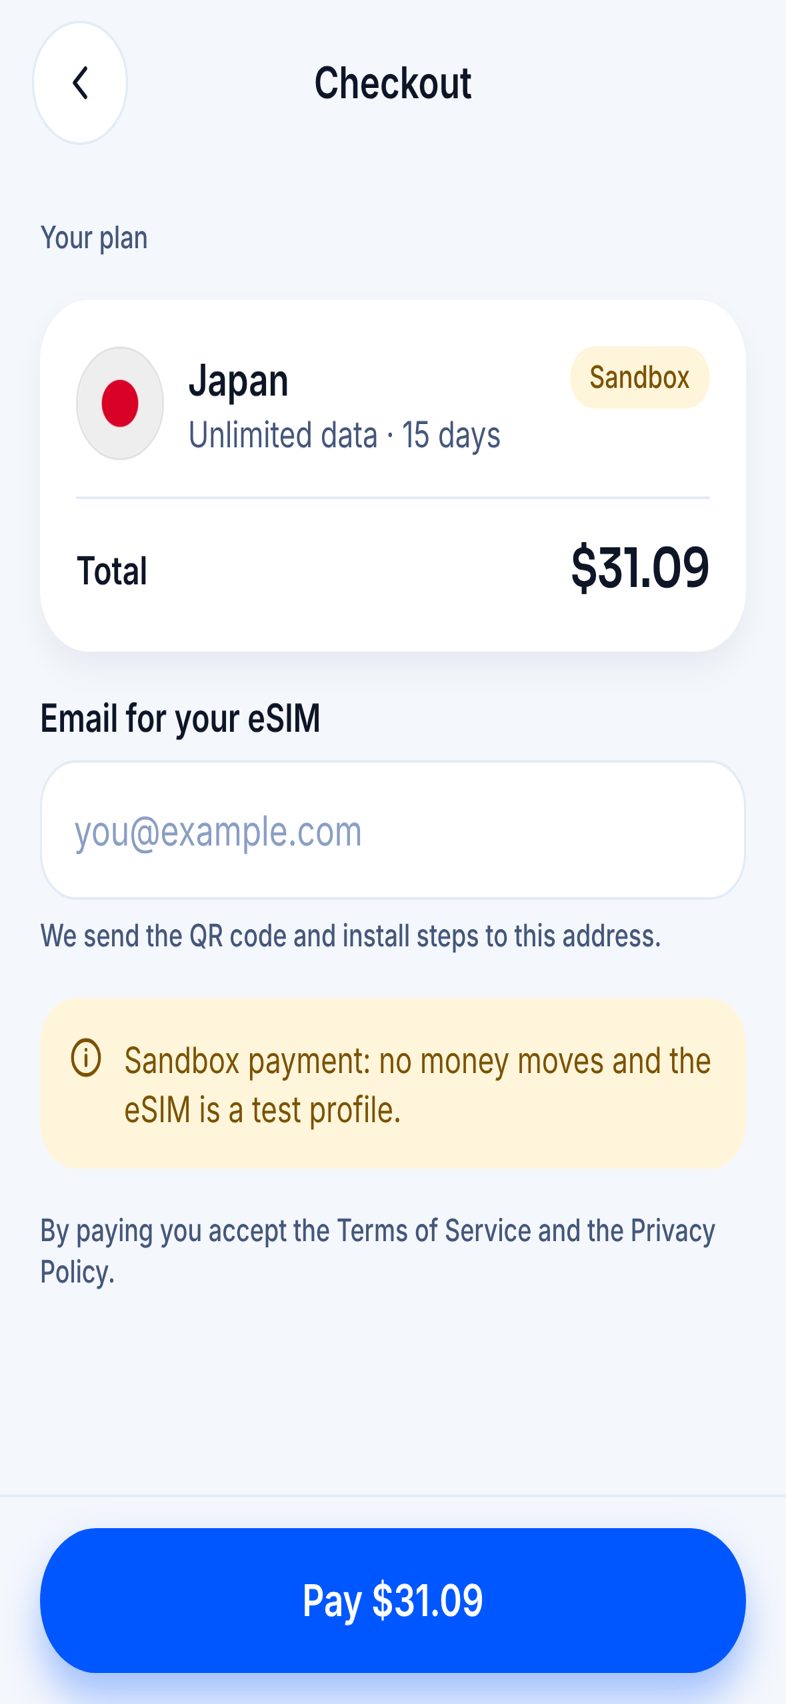 Checkout
Your plan
Japan
Sandbox
Unlimited data · 15 days
Total
$31.09
Email for your eSIM
you@example.com
We send the QR code and install steps to this address.
Sandbox payment: no money moves and the
eSIM is a test profile.
By paying you accept the Terms of Service and the Privacy
Policy.
Pay $31.09